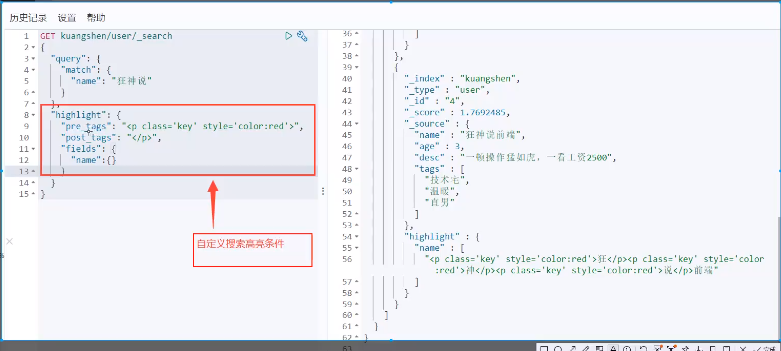 历史记录 设置 帮助
1 GET kuangshen/user/_search
2 {
3 "query": {
4 "match": {
5 "name": "狂神说"
6 }
7 },
8 "highlight": {
9 "pre_tags": "<p class='key' style='color:red'>",
10 "post_tags": "</p>",
11 "fields": {
12 "name":{}
13 }
14 }
15 }
自定义搜索高亮条件
36 ]
37 }
38 },
39 {
40 "_index" : "kuangshen",
41 "_type" : "user",
42 "_id" : "4",
43 "_score" : 1.7692485,
44 "_source" : {
45 "name" : "狂神说前端",
46 "age" : 3,
47 "desc" : "一顿操作猛如虎，一看工资2500",
48 "tags" : [
49 "技术宅",
50 "温暖",
51 "直男"
52 ]
53 },
54 "highlight" : {
55 "name" : [
56 "<p class='key' style='color:red'>狂</p><p class='key' style='color
:red'>神</p><p class='key' style='color:red'>说</p>前端"
57 ]
58 }
59 }
60 ]
61 }
62 }
63